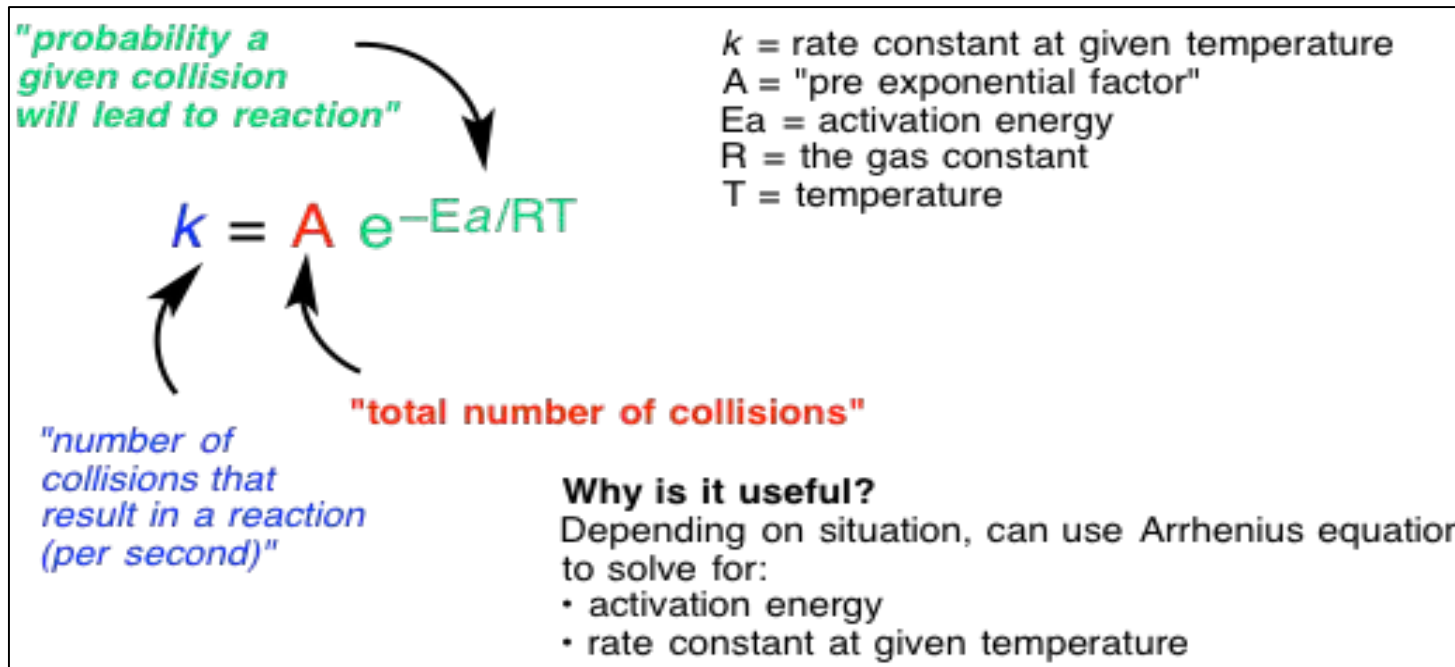 "probability a
given collision
will lead to reaction"
k = A e–Ea/RT
"number of
collisions that
result in a reaction
(per second)"
"total number of collisions"
k = rate constant at given temperature
A = "pre exponential factor"
Ea = activation energy
R = the gas constant
T = temperature
Why is it useful?
Depending on situation, can use Arrhenius equation
to solve for:
• activation energy
• rate constant at given temperature